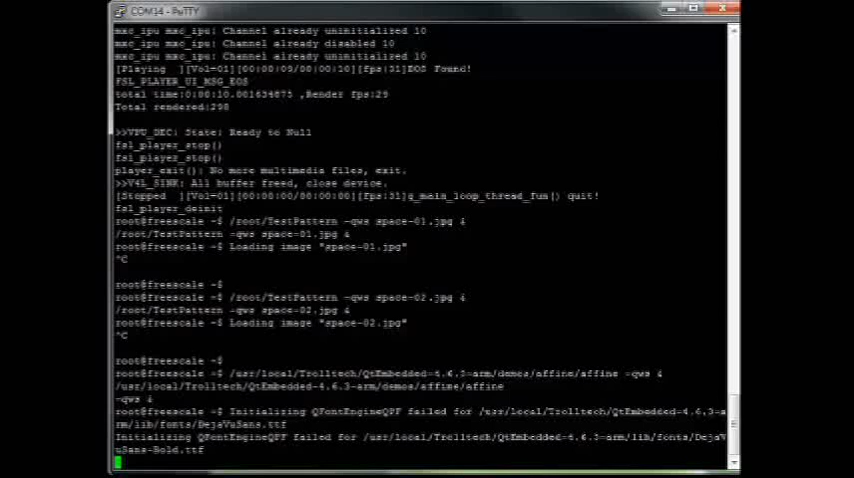 COM14 - PuTTY
mxc_ipu mxc_ipu: Channel already uninitialized 10
mxc_ipu mxc_ipu: Channel already disabled 10
mxc_ipu mxc_ipu: Channel already uninitialized 10
[Playing  ][Vol=01][00:00:09/00:00:10][fps:31]EOS Found!
FSL_PLAYER_UI_MSG_EOS
total time:0:00:10.001634875 ,Render fps:29
Total rendered:298
>>VPU_DEC: State: Ready to Null
fsl_player_stop()
fsl_player_stop()
player_exit(): No more multimedia files, exit.
>>V4L_SINK: All buffer freed, close device.
[Stopped  ][Vol=01][00:00:00/00:00:00][fps:31]g_main_loop_thread_fun() quit!
fsl_player_deinit
root@freescale ~$ /root/TestPattern -qws space-01.jpg &
/root/TestPattern -qws space-01.jpg &
root@freescale ~$ Loading image "space-01.jpg"
^C
root@freescale ~$
root@freescale ~$ /root/TestPattern -qws space-02.jpg &
/root/TestPattern -qws space-02.jpg &
root@freescale ~$ Loading image "space-02.jpg"
^C
root@freescale ~$
root@freescale ~$ /usr/local/Trolltech/QtEmbedded-4.6.3-arm/demos/affine/affine -qws &
/usr/local/Trolltech/QtEmbedded-4.6.3-arm/demos/affine/affine
-qws &
root@freescale ~$ Initializing QFontEngineQPF failed for /usr/local/Trolltech/QtEmbedded-4.6.3-a
rm/lib/fonts/DejaVuSans.ttf
Initializing QFontEngineQPF failed for /usr/local/Trolltech/QtEmbedded-4.6.3-arm/lib/fonts/DejaV
uSans-Bold.ttf